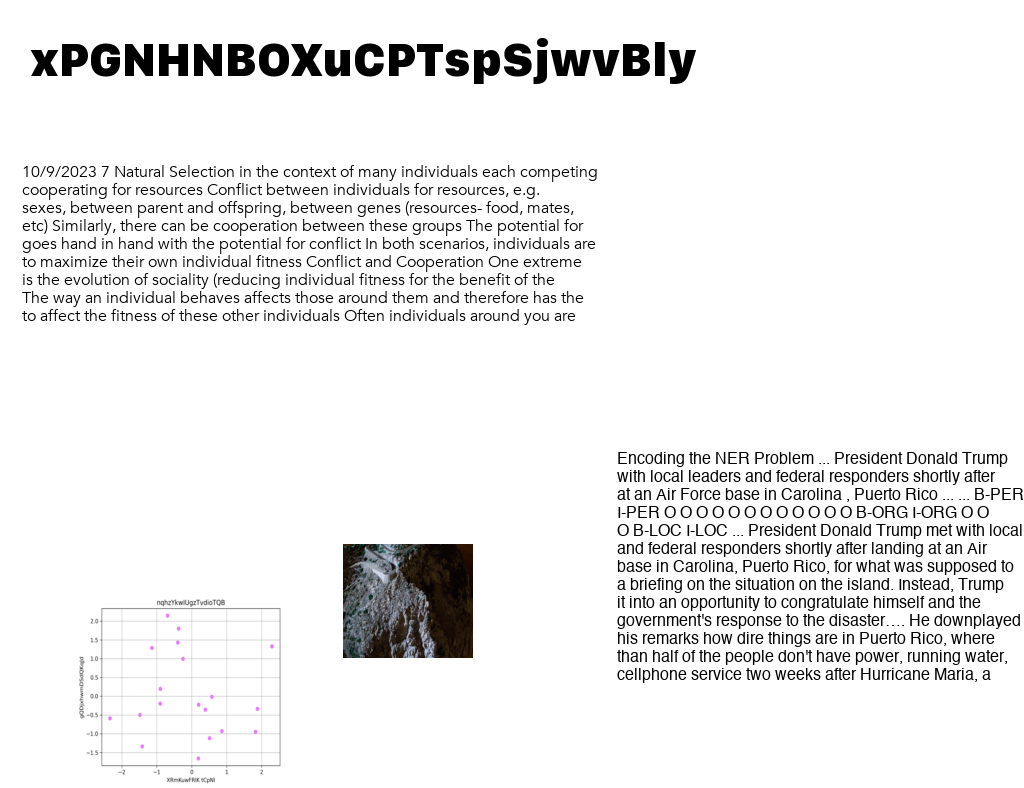 xPGNHNBOXuCPTspSjwvBly
10/9/2023 7 Natural Selection in the context of many individuals each competing
cooperating for resources Conflict between individuals for resources, e.g.
sexes, between parent and offspring, between genes (resources- food, mates,
etc) Similarly, there can be cooperation between these groups The potential for
goes hand in hand with the potential for conflict In both scenarios, individuals are
to maximize their own individual fitness Conflict and Cooperation One extreme
is the evolution of sociality (reducing individual fitness for the benefit of the
The way an individual behaves affects those around them and therefore has the
to affect the fitness of these other individuals Often individuals around you are
Encoding the NER Problem ... President Donald Trump
with local leaders and federal responders shortly after
at an Air Force base in Carolina , Puerto Rico ... ... B-PER
I-PER O O O O O O O O O O O O B-ORG I-ORG O O
O B-LOC I-LOC ... President Donald Trump met with local
and federal responders shortly after landing at an Air
base in Carolina, Puerto Rico, for what was supposed to
a briefing on the situation on the island. Instead, Trump
it into an opportunity to congratulate himself and the
government's response to the disaster…. He downplayed
his remarks how dire things are in Puerto Rico, where
than half of the people don't have power, running water,
cellphone service two weeks after Hurricane Maria, a
2.0
1.5
1.0
0.5
0.0
−0.5
−1.0
−1.5
−2 −1 0 1 2